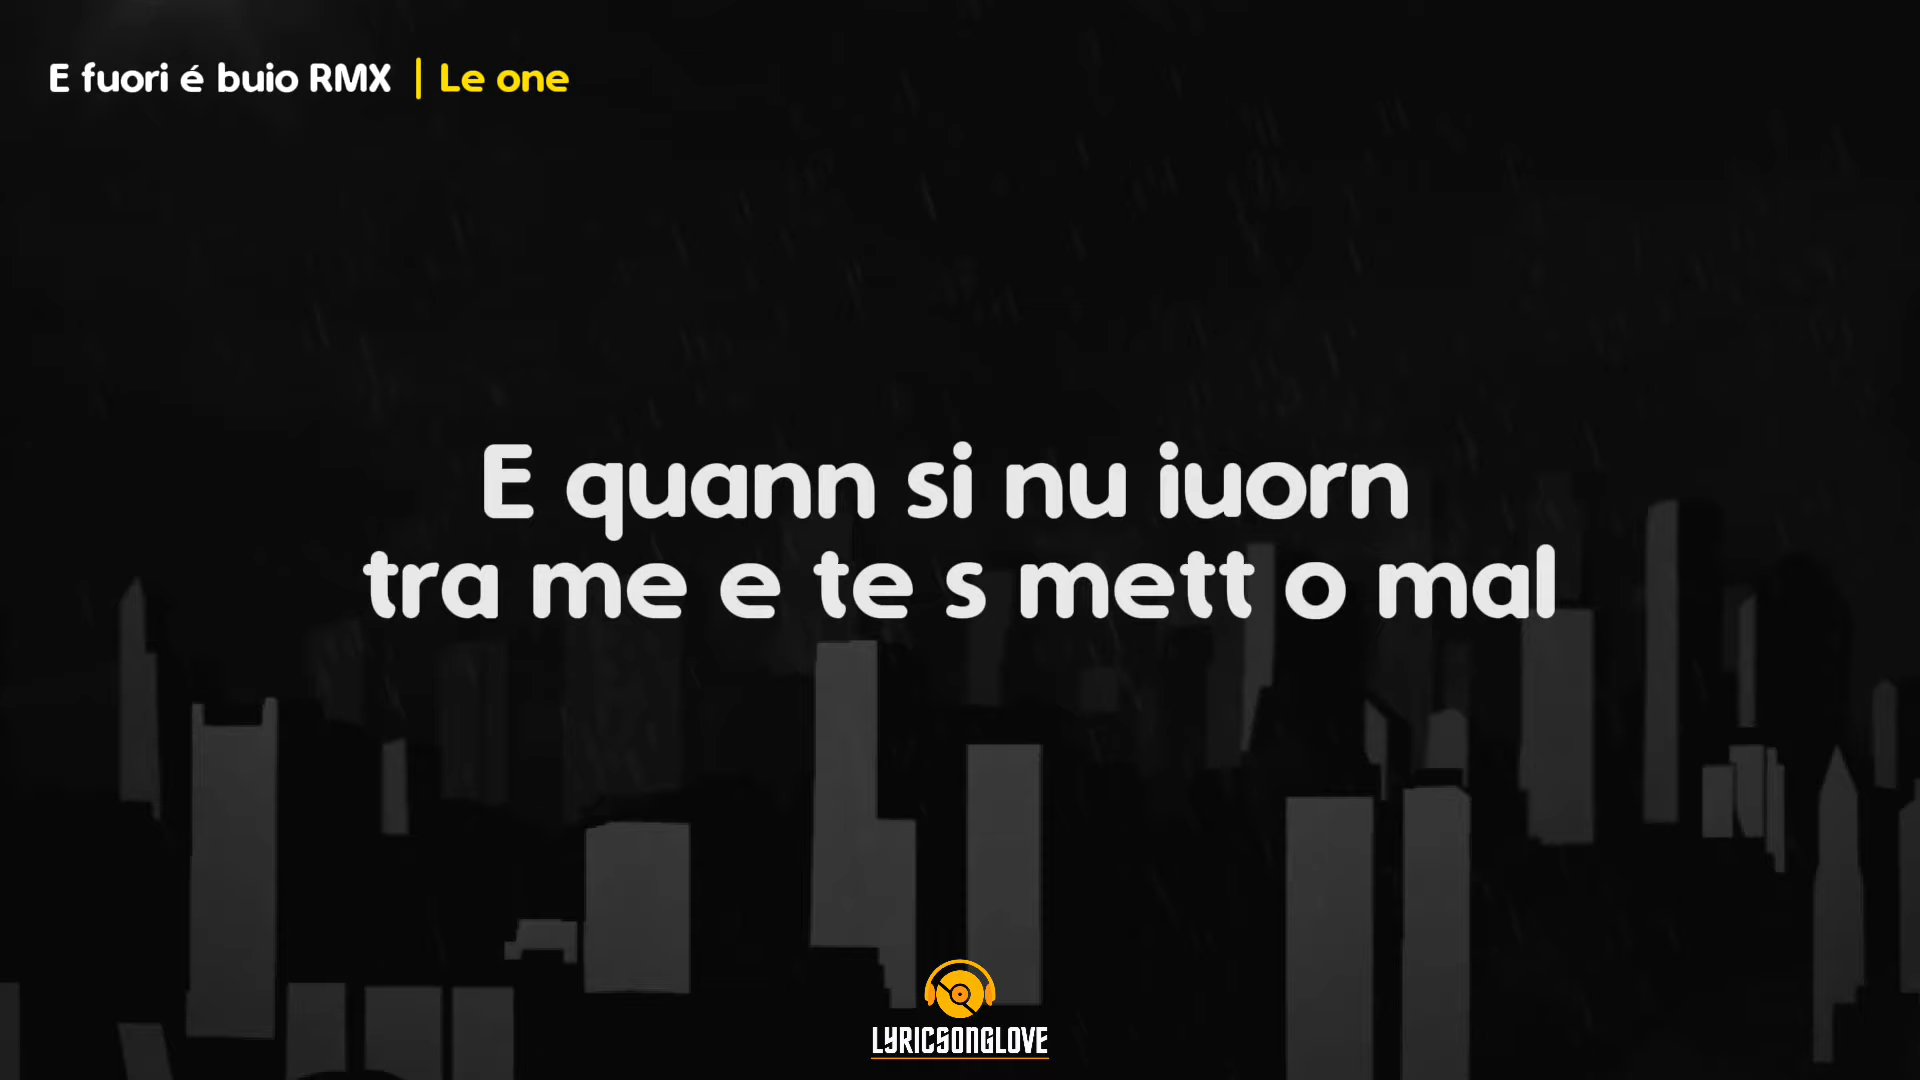 E fuori é buio RMX | Le one
E quann si nu iuorn
tra me e te s mett o mal
LYRICSONGLOVE